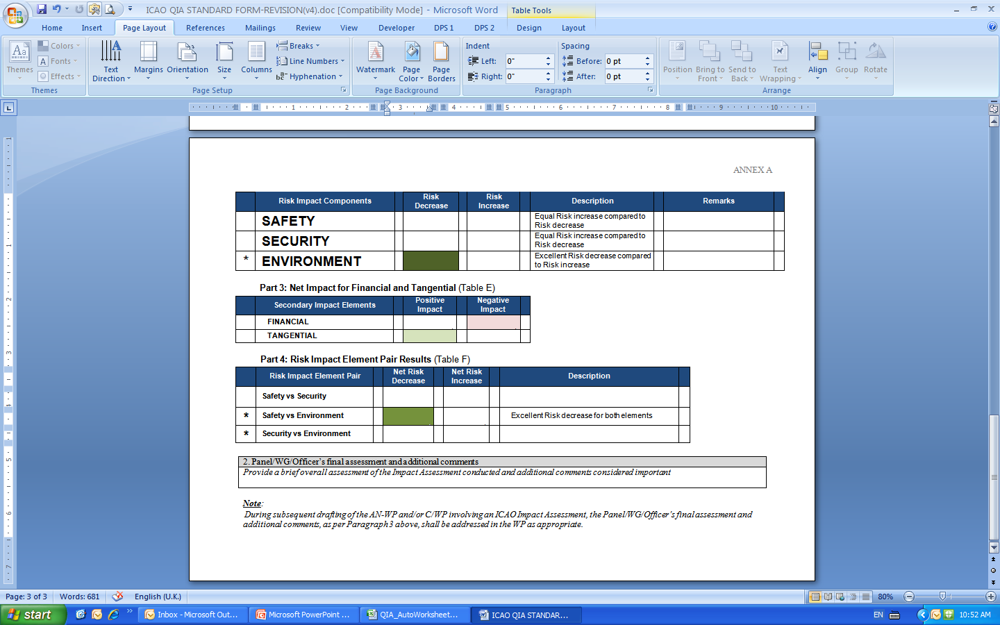 ICAO QIA STANDARD FORM-REVISION(v4).doc [Compatibility Mode] - Microsoft Word
Table Tools
Home Insert Page Layout References Mailings Review View Developer DPS 1 DPS 2 Design Layout
Themes
Colors
Fonts
Effects
Themes
Text Direction
Margins
Orientation
Size
Columns
Breaks
Line Numbers
Hyphenation
Page Setup
Watermark
Page Color
Page Borders
Page Background
Indent
Left: 0"
Right: 0"
Spacing
Before: 0 pt
After: 0 pt
Paragraph
Position
Bring to Front
Send to Back
Text Wrapping
Align
Group
Rotate
Arrange
1 2 3 4 5 6 7 8 9 10
ANNEX A
Risk Impact Components Risk Decrease Risk Increase Description Remarks
SAFETY Equal Risk increase compared to Risk decrease
SECURITY Equal Risk increase compared to Risk decrease
* ENVIRONMENT Excellent Risk decrease compared to Risk increase
Part 3: Net Impact for Financial and Tangential (Table E)
Secondary Impact Elements Positive Impact Negative Impact
FINANCIAL
TANGENTIAL
Part 4: Risk Impact Element Pair Results (Table F)
Risk Impact Element Pair Net Risk Decrease Net Risk Increase Description
Safety vs Security
* Safety vs Environment Excellent Risk decrease for both elements
* Security vs Environment
2. Panel/WG/Officer's final assessment and additional comments
Provide a brief overall assessment of the Impact Assessment conducted and additional comments considered important
Note:
During subsequent drafting of the AN-WP and/or C/WP involving an ICAO Impact Assessment, the Panel/WG/Officer's final assessment and
additional comments, as per Paragraph 3 above, shall be addressed in the WP as appropriate.
Page: 3 of 3 Words: 681 English (U.K.) 80%
start Inbox - Microsoft Out... Microsoft PowerPoint ... QIA_AutoWorksheet... ICAO QIA STANDAR... EN 10:52 AM